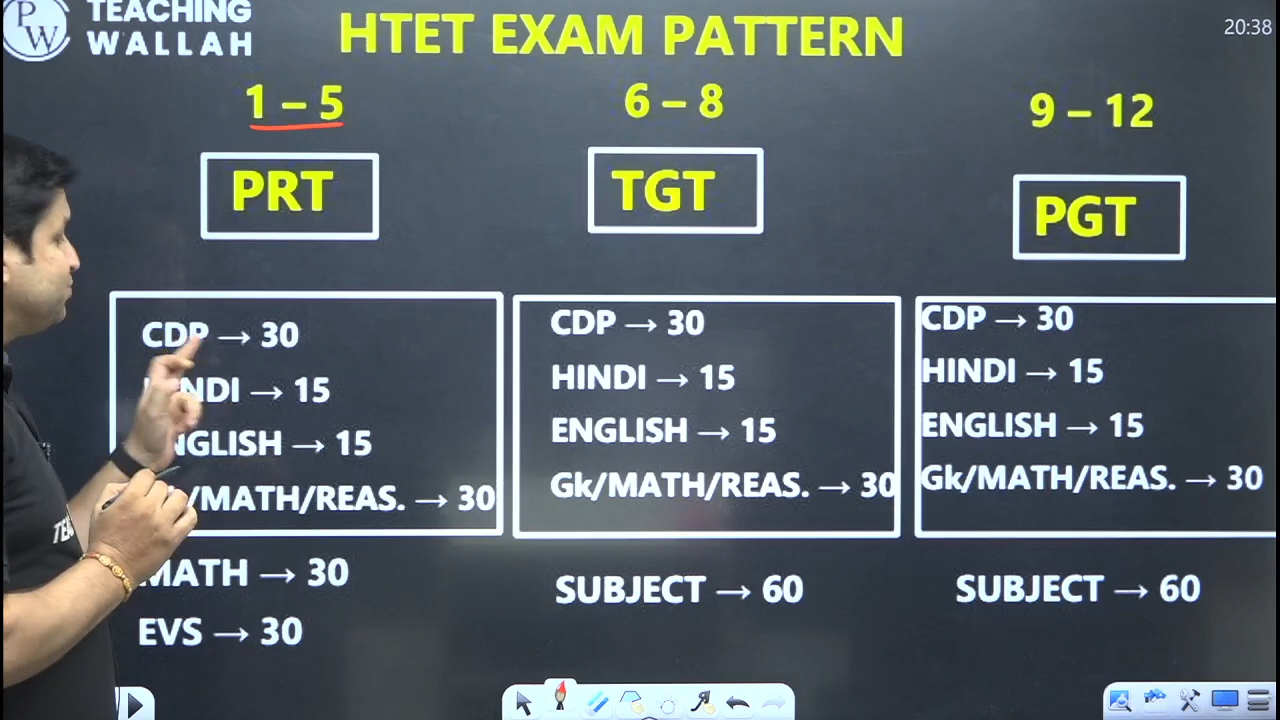 PW TEACHING
WALLAH
HTET EXAM PATTERN
20:38
1 – 5
PRT
CDP → 30
HINDI → 15
ENGLISH → 15
/MATH/REAS. → 30
MATH → 30
EVS → 30
6 – 8
TGT
CDP → 30
HINDI → 15
ENGLISH → 15
Gk/MATH/REAS. → 30
SUBJECT → 60
9 – 12
PGT
CDP → 30
HINDI → 15
ENGLISH → 15
Gk/MATH/REAS. → 30
SUBJECT → 60